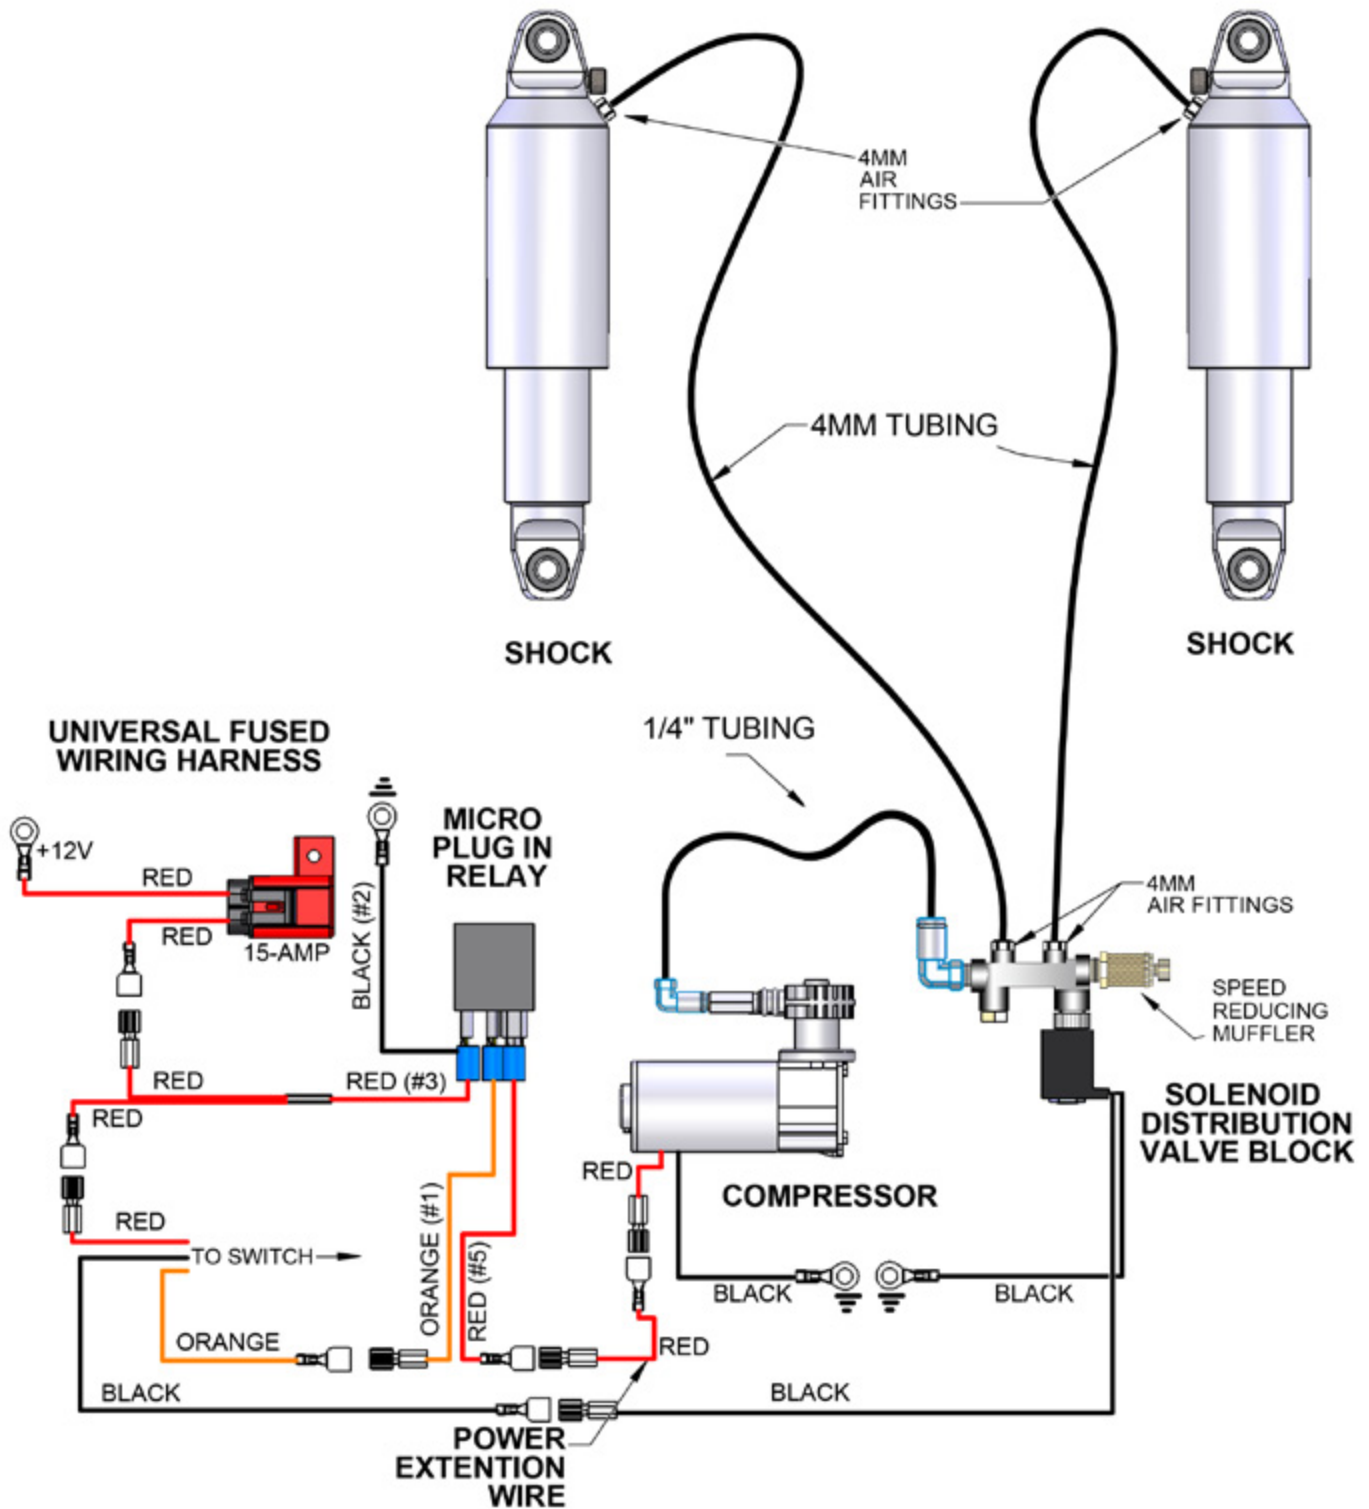 4MM
AIR
FITTINGS
4MM TUBING
SHOCK
SHOCK
UNIVERSAL FUSED
WIRING HARNESS
1/4" TUBING
+12V
RED
RED
15-AMP
BLACK (#2)
MICRO
PLUG IN
RELAY
4MM
AIR FITTINGS
SPEED
REDUCING
MUFFLER
RED
RED (#3)
RED
SOLENOID
DISTRIBUTION
VALVE BLOCK
RED
COMPRESSOR
RED
TO SWITCH
ORANGE (#1)
RED (#5)
BLACK
BLACK
ORANGE
RED
BLACK
BLACK
POWER
EXTENTION
WIRE